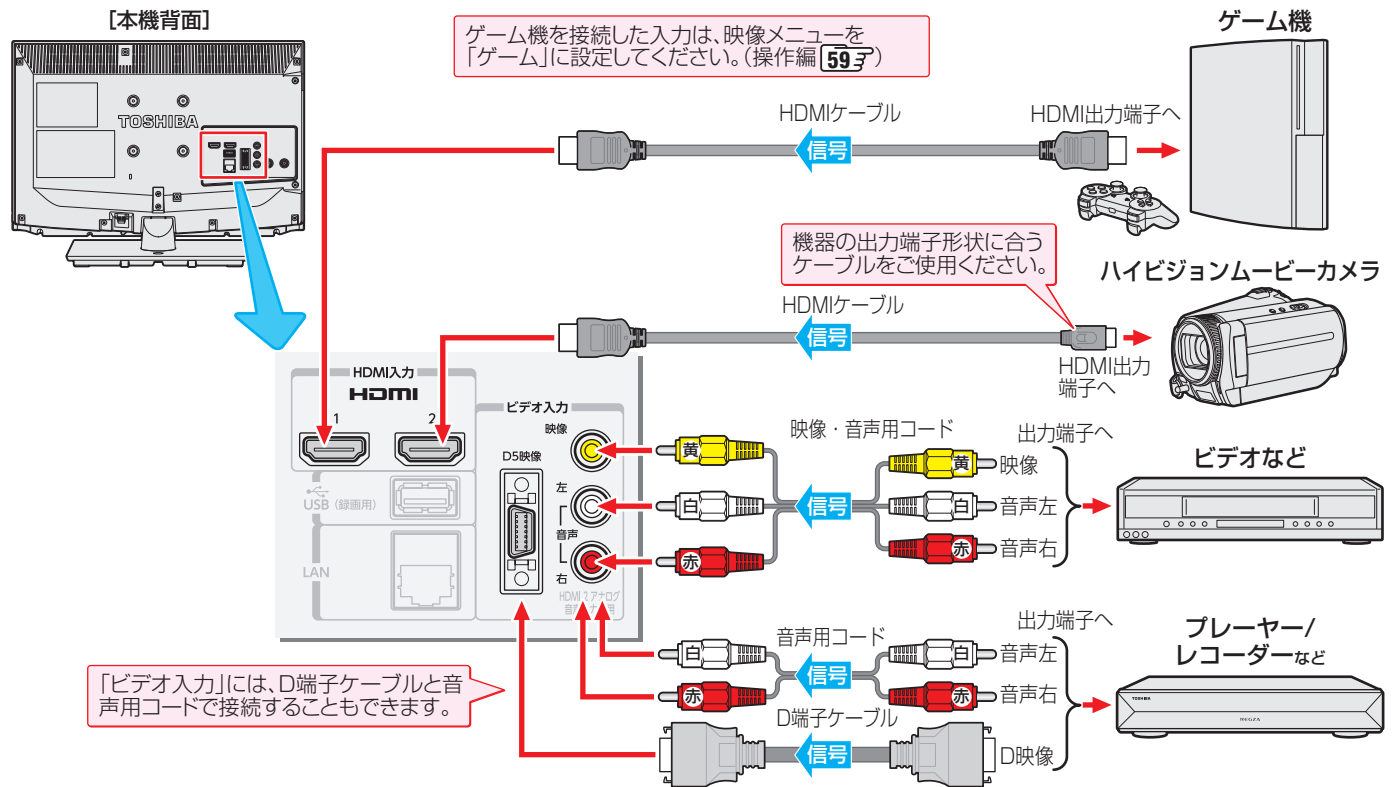 [本機背面]
TOSHIBA
ゲーム機を接続した入力は、映像メニューを
「ゲーム」に設定してください。(操作編 59 )
ゲーム機
HDMIケーブル
HDMI出力端子へ
信号
機器の出力端子形状に合う
ケーブルをご使用ください。
ハイビジョンムービーカメラ
HDMIケーブル
信号
HDMI出力
端子へ
HDMI入力
HDMI
1
2
ビデオ入力
映像
D5映像
左
音声
右
USB (録画用)
LAN
映像・音声用コード
出力端子へ
ビデオなど
黄
信号
黄
映像
白
白
音声左
赤
赤
音声右
音声用コード
出力端子へ
プレーヤー/
レコーダーなど
白
信号
白
音声左
赤
赤
音声右
TOSHIBA
REGZA
「ビデオ入力」には、D端子ケーブルと音
声用コードで接続することもできます。
D端子ケーブル
信号
D映像